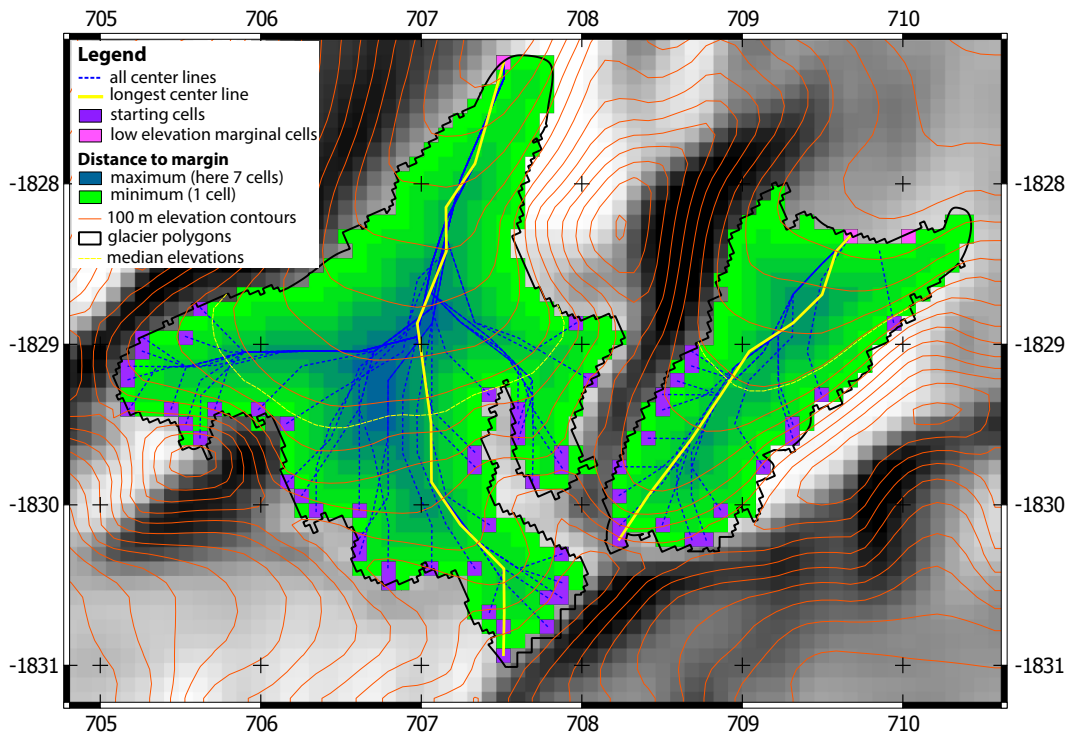 705 706 707 708 709 710
Legend
all center lines
longest center line
starting cells
low elevation marginal cells
Distance to margin
maximum (here 7 cells)
minimum (1 cell)
100 m elevation contours
glacier polygons
median elevations
-1828 -1828
-1829 -1829
-1830 -1830
-1831 -1831
705 706 707 708 709 710